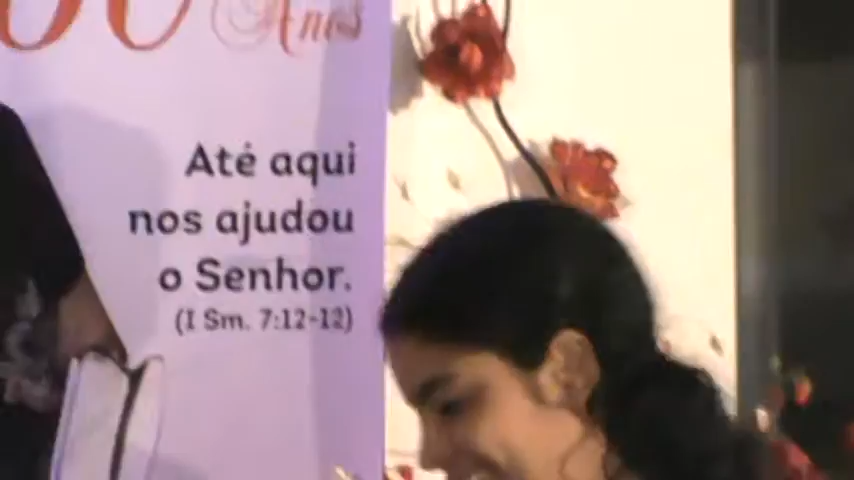 Anos
Até aqui
nos ajudou
o Senhor.
(I Sm. 7:12-12)